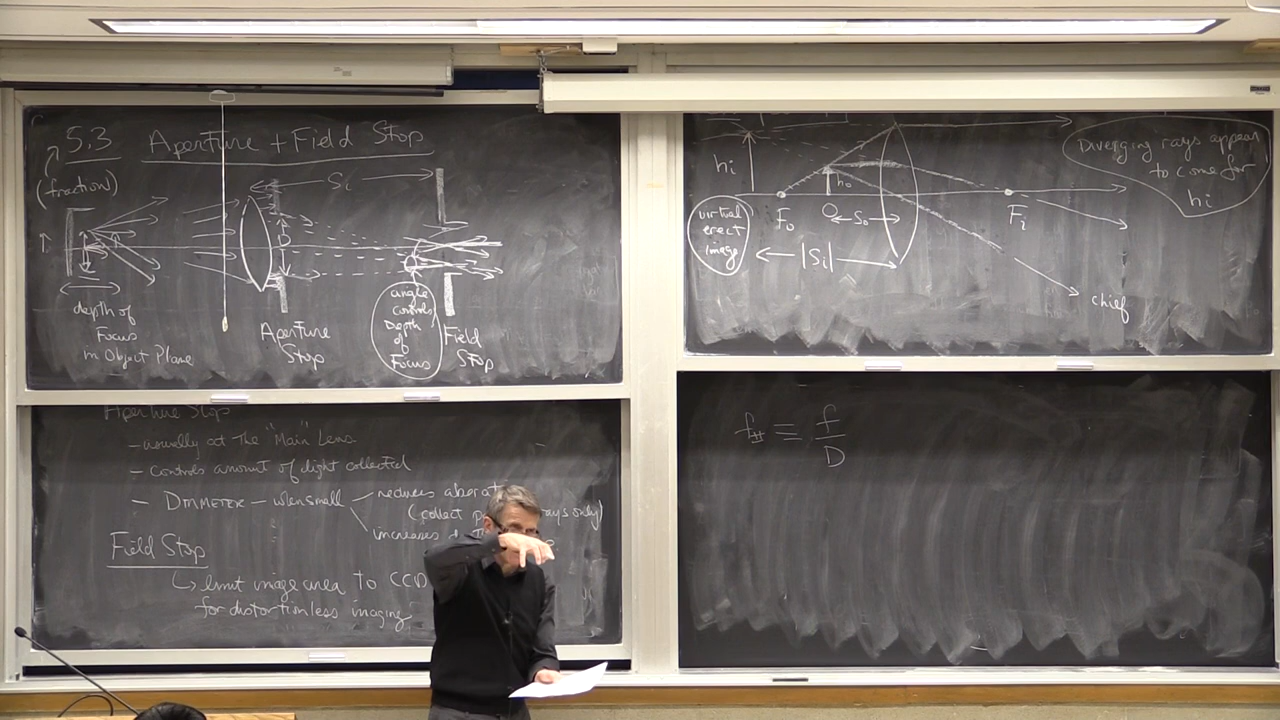 5.3 Aperture + Field Stop
(fraction)
Si
D
depth of
Focus
in Object Plane
Aperture
Stop
angle
controls
Depth
of
Focus
Field
Stop
Aperture Stop
– usually at the "Main" Lens
– Controls amount of light collected
– DIAMETER – when small
reduces
(collect
rays only)
increases
Field Stop
↳ limit image area to CCD
for distortionless imaging
hi
ho
Fo
O
So
Fi
virtual
erect
image
|Si|
chief
Diverging rays appear
to come for
hi
f# ≡ f
D